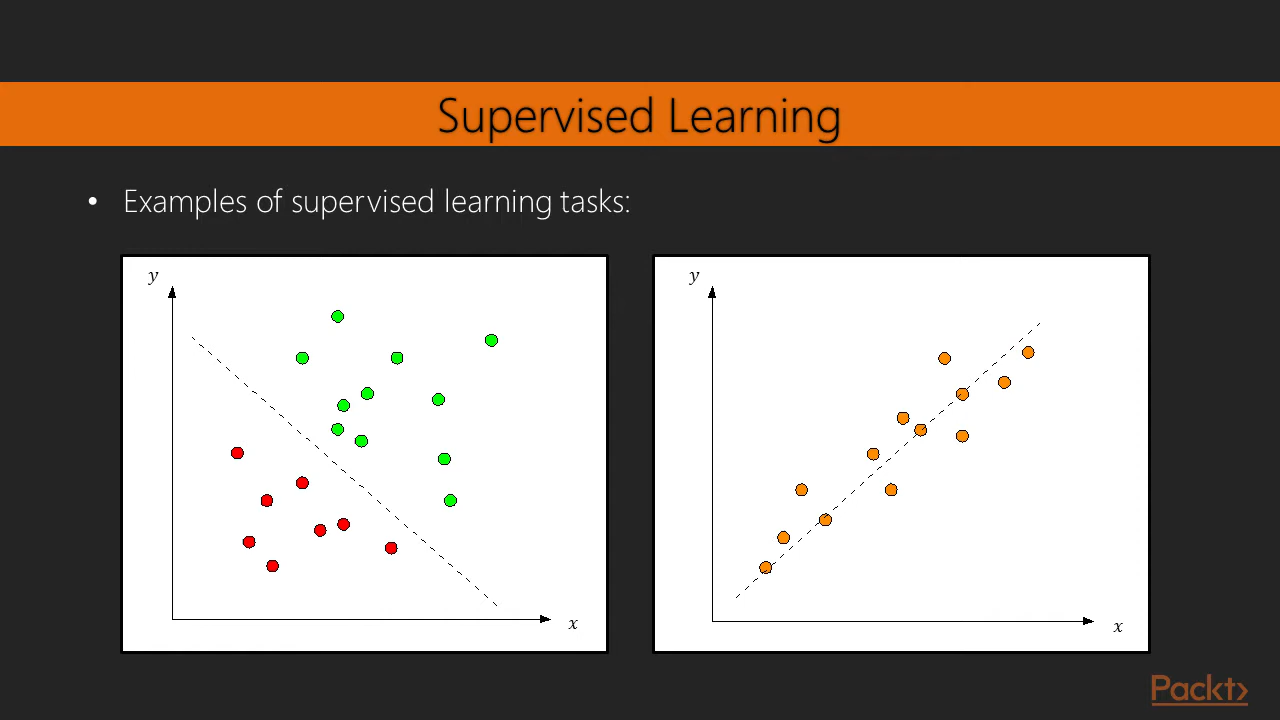 Supervised Learning
• Examples of supervised learning tasks:
y
x
y
x
Packt>